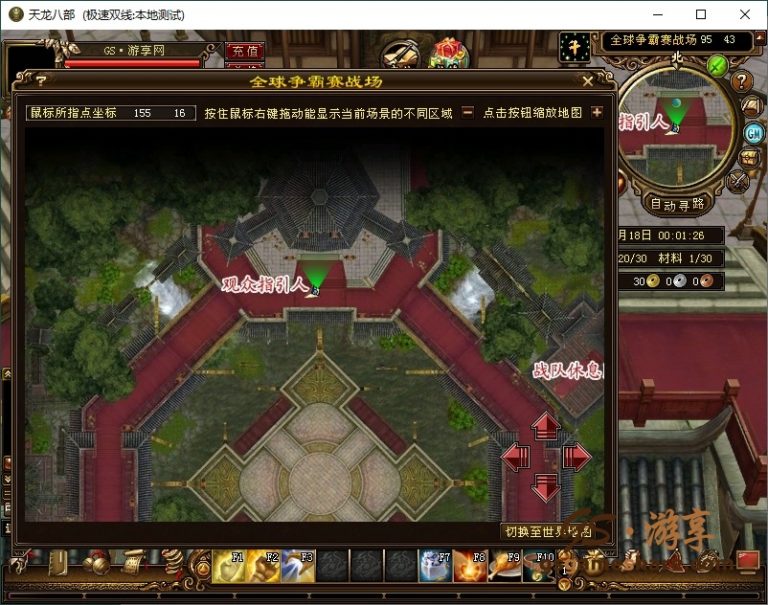 天龙八部 (极速双线:本地测试)
GS·游享网
充值
全球争霸赛战场 95 43
北
? 全球争霸赛战场
鼠标所指点坐标 155 16 按住鼠标右键拖动能显示当前场景的不同区域 点击按钮缩放地图
指引人
GM
自动寻路
观众指引人
月18日 00:01:26
20/30 材料 1/30
30 0 0
战队休息
切换至世界地图
GS·游享
F1 F2 F3 F7 F8 F9 F10